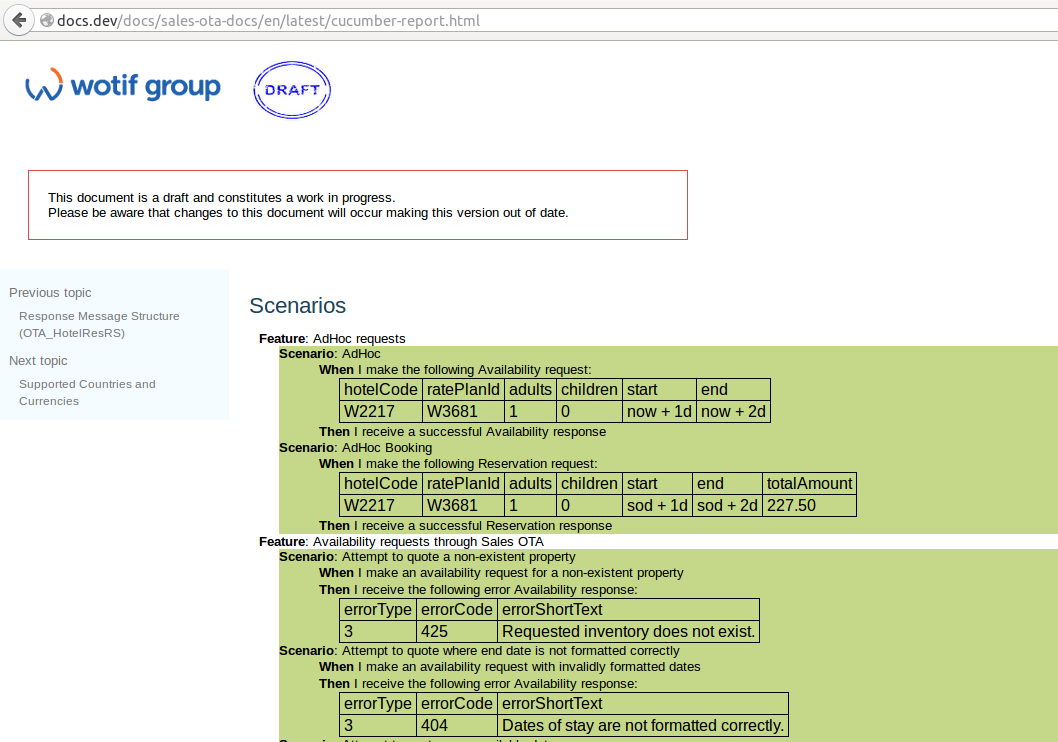 docs.dev/docs/sales-ota-docs/en/latest/cucumber-report.html
wotif group
DRAFT
This document is a draft and constitutes a work in progress.
Please be aware that changes to this document will occur making this version out of date.
Previous topic
Response Message Structure
(OTA_HotelResRS)
Next topic
Supported Countries and
Currencies
Scenarios
Feature: AdHoc requests
Scenario: AdHoc
When I make the following Availability request:
hotelCode ratePlanId adults children start end
W2217 W3681 1 0 now + 1d now + 2d
Then I receive a successful Availability response
Scenario: AdHoc Booking
When I make the following Reservation request:
hotelCode ratePlanId adults children start end totalAmount
W2217 W3681 1 0 sod + 1d sod + 2d 227.50
Then I receive a successful Reservation response
Feature: Availability requests through Sales OTA
Scenario: Attempt to quote a non-existent property
When I make an availability request for a non-existent property
Then I receive the following error Availability response:
errorType errorCode errorShortText
3 425 Requested inventory does not exist.
Scenario: Attempt to quote where end date is not formatted correctly
When I make an availability request with invalidly formatted dates
Then I receive the following error Availability response:
errorType errorCode errorShortText
3 404 Dates of stay are not formatted correctly.